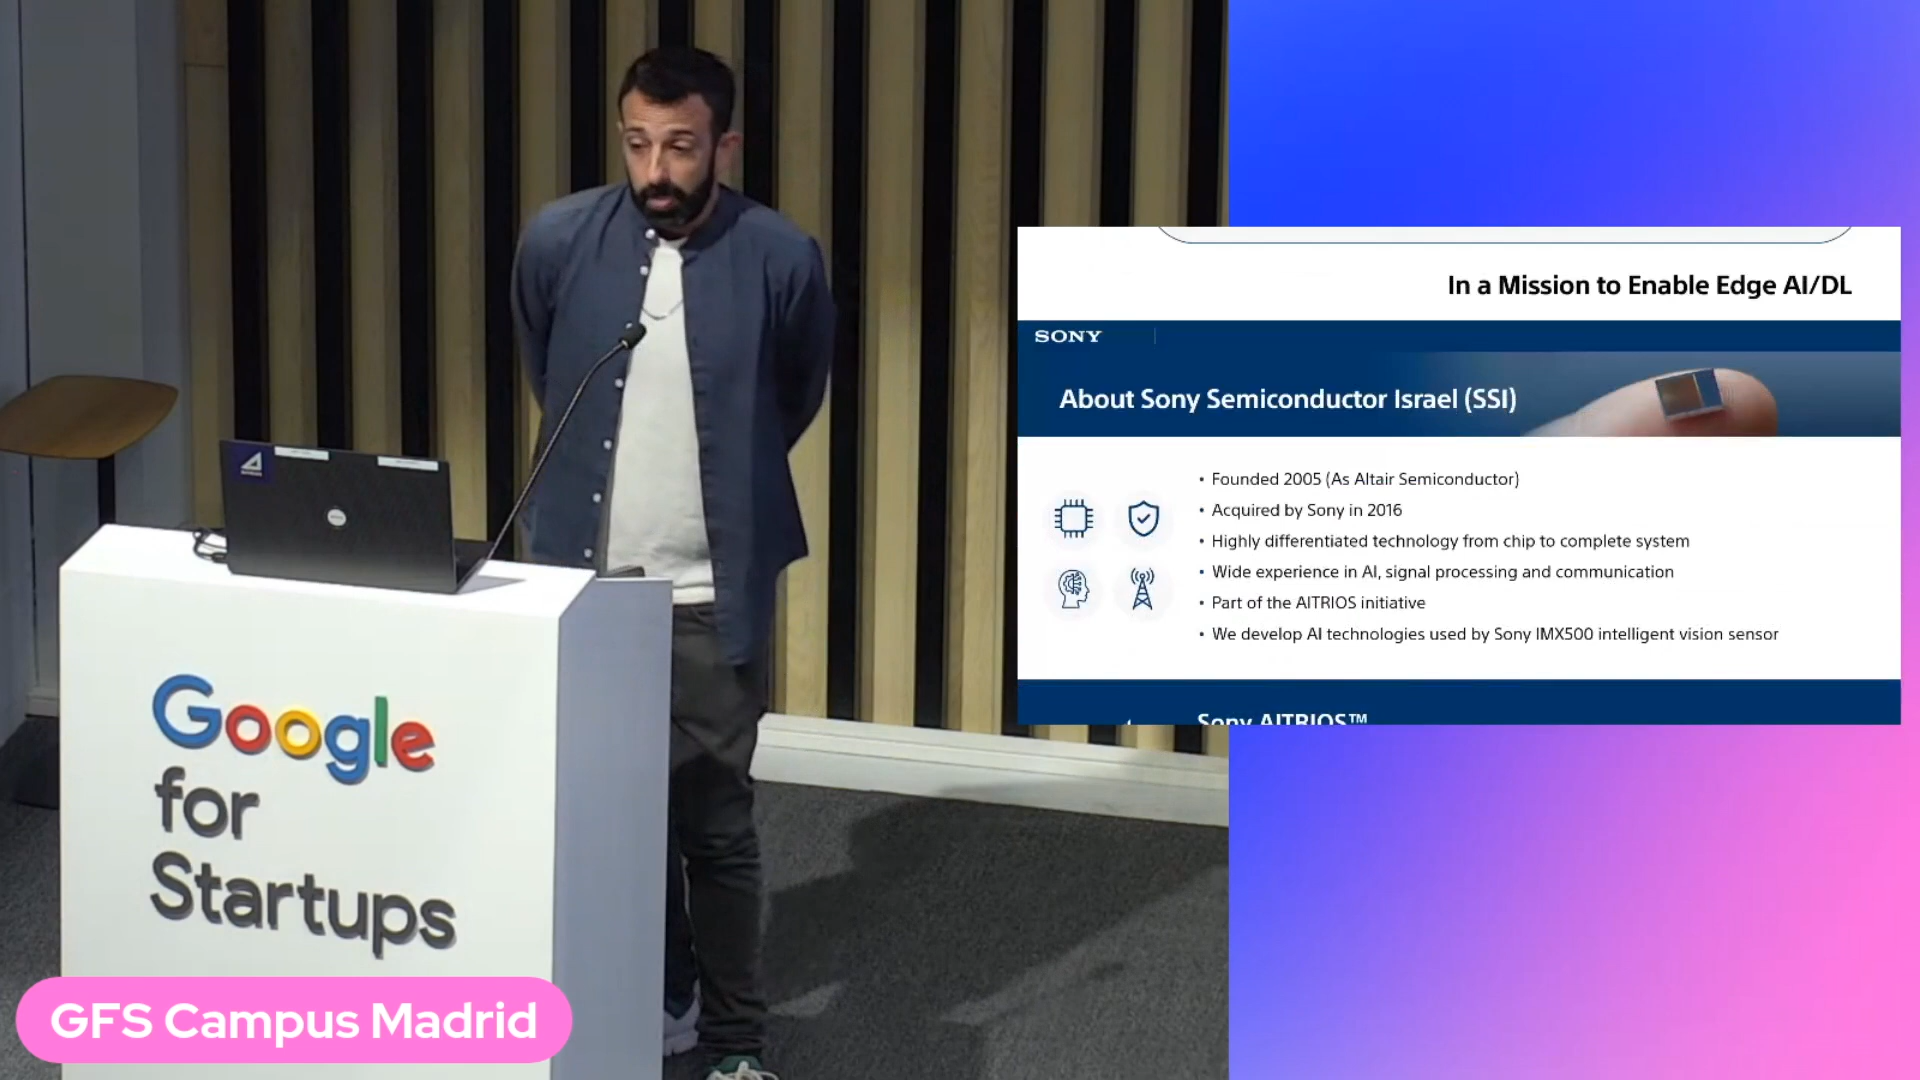 Google
for
Startups
GFS Campus Madrid
In a Mission to Enable Edge AI/DL
SONY
About Sony Semiconductor Israel (SSI)
• Founded 2005 (As Altair Semiconductor)
• Acquired by Sony in 2016
• Highly differentiated technology from chip to complete system
• Wide experience in AI, signal processing and communication
• Part of the AITRIOS initiative
• We develop AI technologies used by Sony IMX500 intelligent vision sensor
Sony AITRIOS™